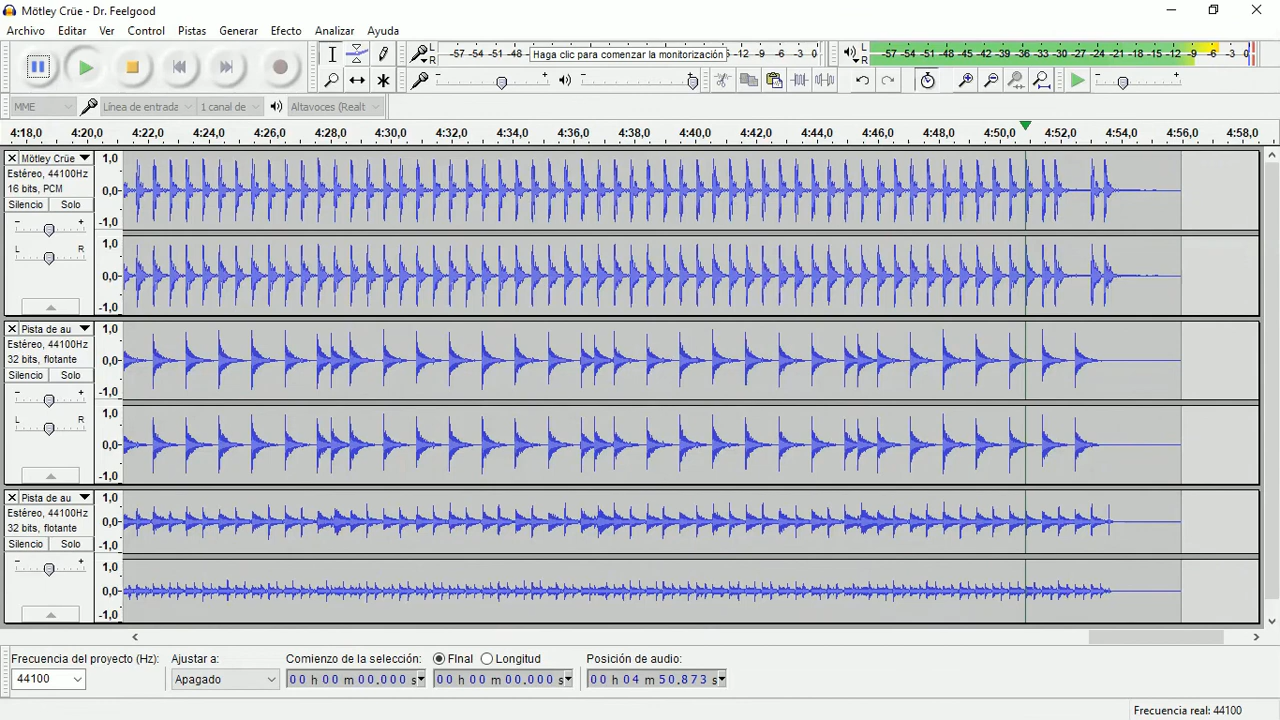 Mötley Crüe - Dr. Feelgood
Archivo Editar Ver Control Pistas Generar Efecto Analizar Ayuda
L R -57 -54 -51 -48 Haga clic para comenzar la monitorización -12 -9 -6 -3 0 L R -57 -54 -51 -48 -45 -42 -39 -36 -33 -30 -27 -24 -21 -18 -15 -12 -9 -6 -3 0
- + - + - +
MME Línea de entrada 1 canal de Altavoces (Realt
4:18,0 4:20,0 4:22,0 4:24,0 4:26,0 4:28,0 4:30,0 4:32,0 4:34,0 4:36,0 4:38,0 4:40,0 4:42,0 4:44,0 4:46,0 4:48,0 4:50,0 4:52,0 4:54,0 4:56,0 4:58,0
Mötley Crüe 1,0
Estéreo, 44100Hz
16 bits, PCM 0,0
Silencio Solo
- + -1,0
L R 1,0
0,0
-1,0
Pista de au 1,0
Estéreo, 44100Hz
32 bits, flotante 0,0
Silencio Solo
- + -1,0
L R 1,0
0,0
-1,0
Pista de au 1,0
Estéreo, 44100Hz
32 bits, flotante 0,0
Silencio Solo -1,0
- + 1,0
0,0
-1,0
Frecuencia del proyecto (Hz): Ajustar a: Comienzo de la selección: FInal Longitud Posición de audio:
44100 Apagado 00 h 00 m 00.000 s 00 h 00 m 00.000 s 00 h 04 m 50.873 s
Frecuencia real: 44100